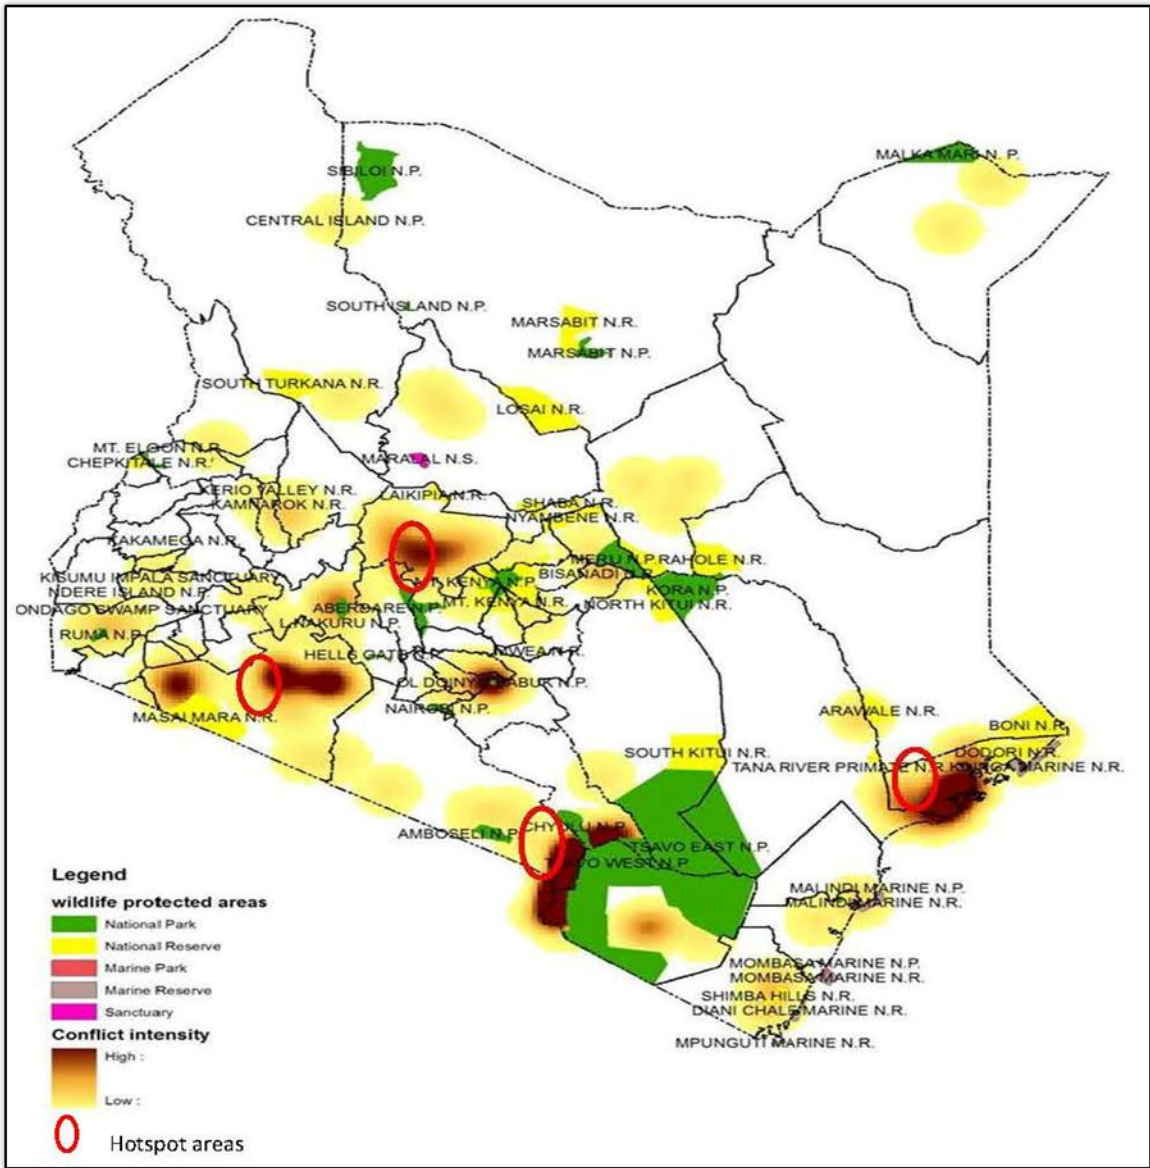 SIBILOI N.P.
MALKA MARI N. P.
CENTRAL ISLAND N.P.
SOUTH ISLAND N.P.
MARSABIT N.R.
MARSABIT N.P.
SOUTH TURKANA N.R.
LOSAI N.R.
MT. ELGON N.P.
CHEPKITALE N.R.
MARALAL N.S.
KERIO VALLEY N.R.
LAIKIPIA N.R.
KAMNAROK N.R.
SHABA N.R.
NYAMBENE N.R.
KAKAMEGA N.R.
MERU N.P.
RAHOLE N.R.
BISANADI N.R.
KISUMU IMPALA SANCTUARY
MT. KENYA N.P.
NDERE ISLAND N.P.
KORA N.P.
ONDAGO SWAMP SANCTUARY
ABERDARE N.P.
MT. KENYA N.R.
NORTH KITUI N.R.
L.NAKURU N.P.
RUMA N.P.
HELLS GATE N.P.
MWEA N.R.
OL DOINYO SABUK N.P.
NAIROBI N.P.
MASAI MARA N.R.
ARAWALE N.R.
BONI N.R.
SOUTH KITUI N.R.
DODORI N.R.
TANA RIVER PRIMATE N.R.
KIUNGA MARINE N.R.
CHYULU N.P.
AMBOSELI N.P.
TSAVO EAST N.P.
TSAVO WEST N.P.
MALINDI MARINE N.P.
MALINDI MARINE N.R.
MOMBASA MARINE N.P.
MOMBASA MARINE N.R.
SHIMBA HILLS N.R.
DIANI CHALE MARINE N.R.
MPUNGUTI MARINE N.R.
Legend
wildlife protected areas
National Park
National Reserve
Marine Park
Marine Reserve
Sanctuary
Conflict intensity
High :
Low :
Hotspot areas